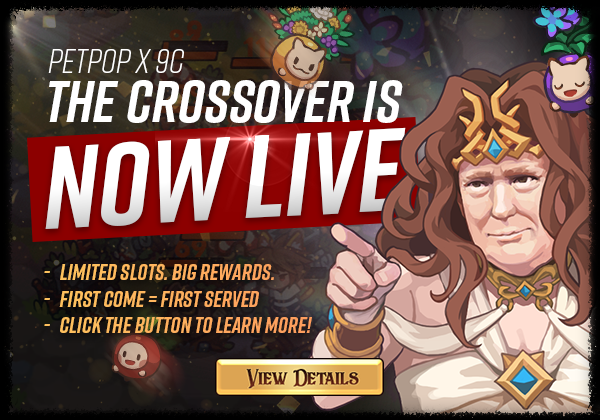 PETPOP X 9C
THE CROSSOVER IS
NOW LIVE
- LIMITED SLOTS. BIG REWARDS.
- FIRST COME = FIRST SERVED
- CLICK THE BUTTON TO LEARN MORE!
VIEW DETAILS